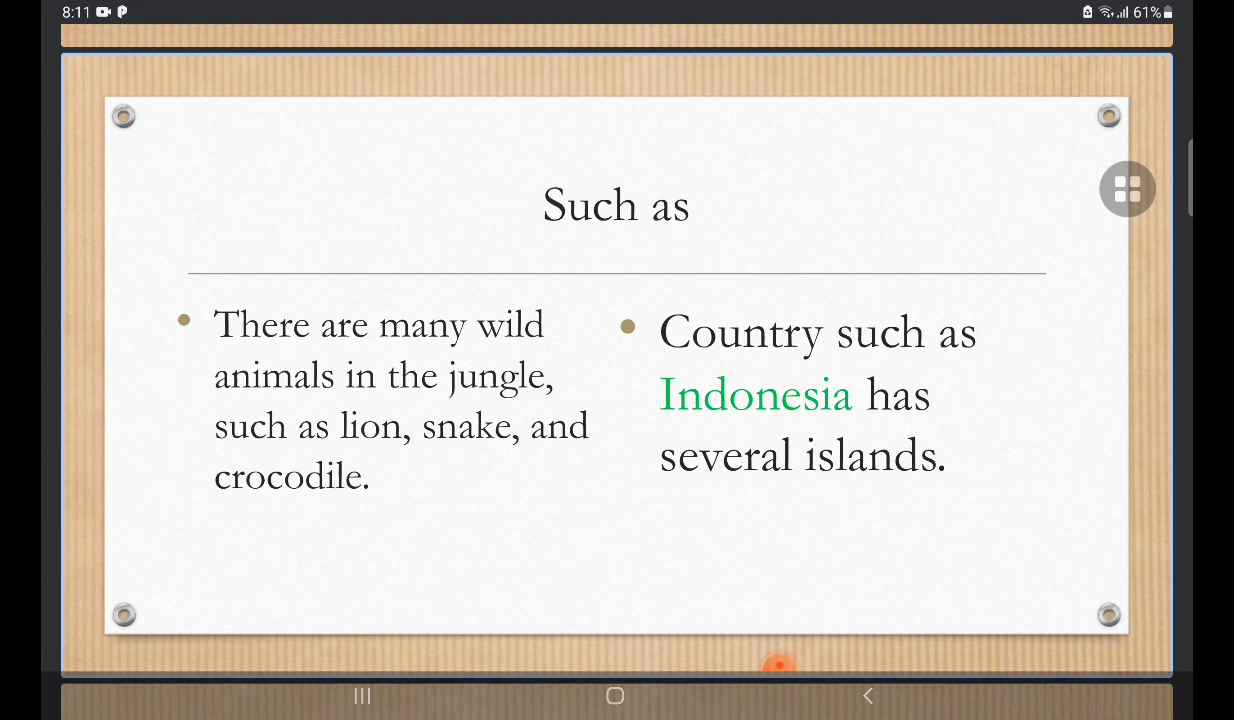 8:11
61%
Such as
There are many wild
animals in the jungle,
such as lion, snake, and
crocodile.
Country such as
Indonesia has
several islands.